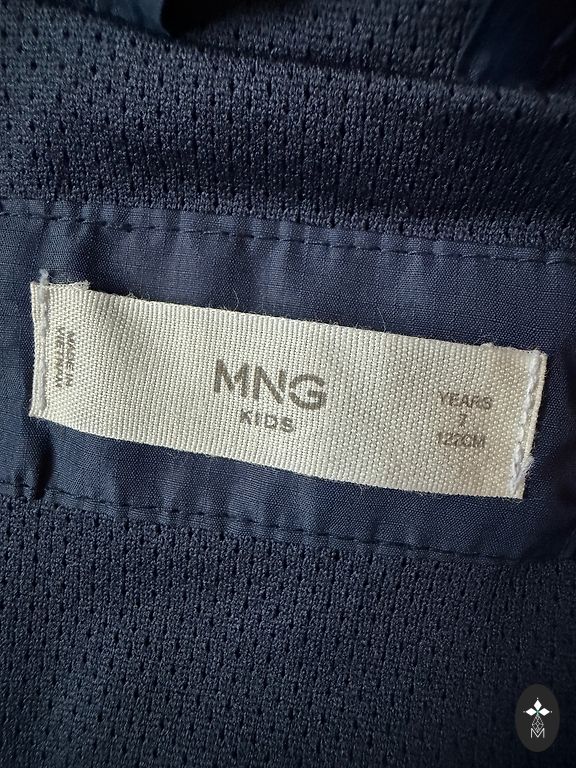 MADE IN
VIETNAM
MNG
KIDS
YEARS
7
122CM
M